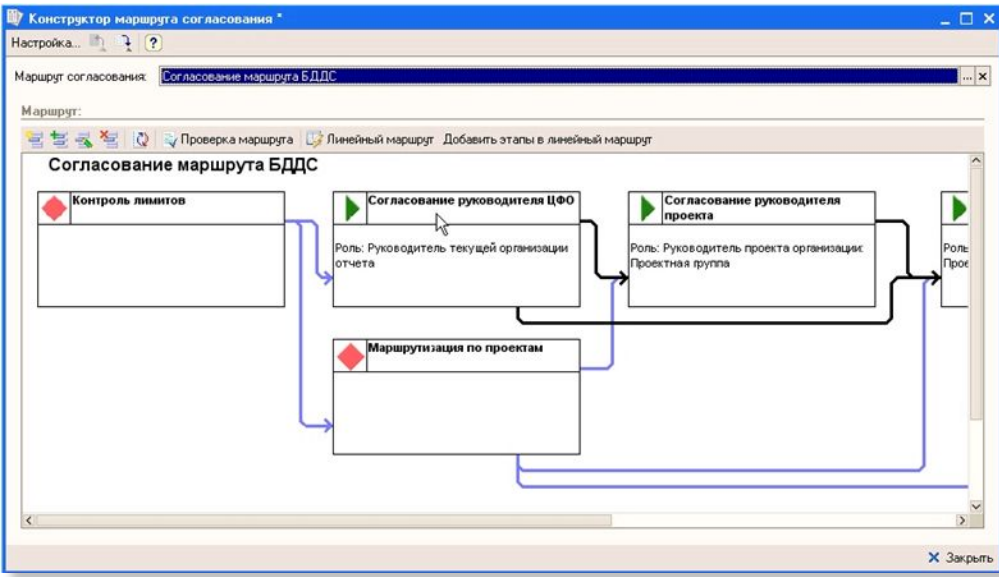 Конструктор маршрута согласования *
Настройка...
Маршрут согласования: Согласование маршрута БДДС
Маршрут:
Проверка маршрута Линейный маршрут Добавить этапы в линейный маршрут
Согласование маршрута БДДС
Контроль лимитов
Согласование руководителя ЦФО
Роль: Руководитель текущей организации
отчета
Согласование руководителя
проекта
Роль: Руководитель проекта организации:
Проектная группа
Роль
Прое
Маршрутизация по проектам
Закрыть